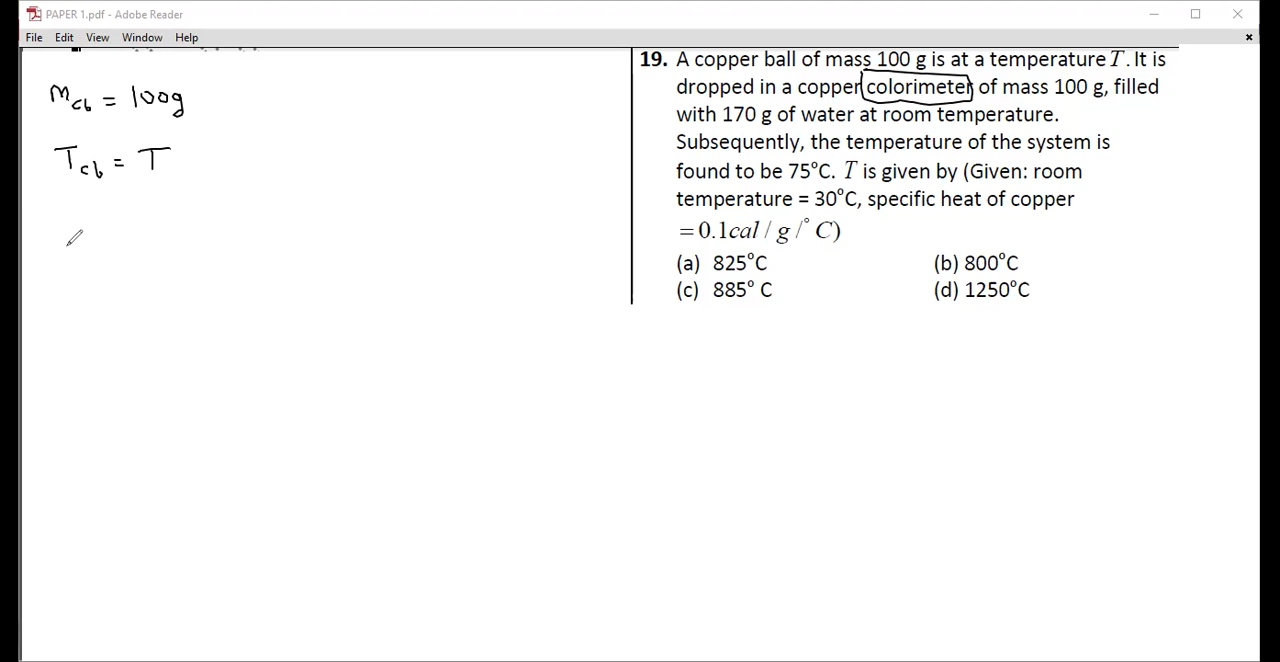 PAPER 1.pdf - Adobe Reader
File Edit View Window Help
M_cb = 100g
T_cb = T
19. A copper ball of mass 100 g is at a temperature T. It is
dropped in a copper colorimeter of mass 100 g, filled
with 170 g of water at room temperature.
Subsequently, the temperature of the system is
found to be 75°C. T is given by (Given: room
temperature = 30°C, specific heat of copper
= 0.1cal / g /° C)
(a) 825°C (b) 800°C
(c) 885° C (d) 1250°C